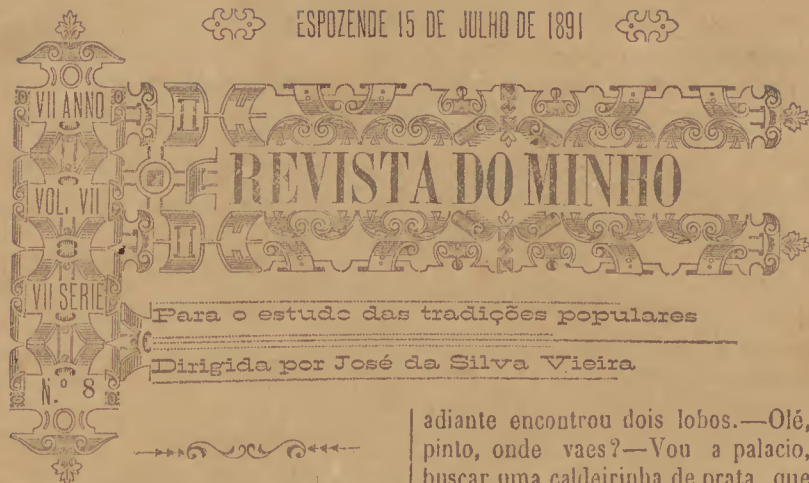 ESPOZENDE 15 DE JULHO DE 1891
VII ANNO
VOL. VII
VII SERIE
N.º 8
REVISTA DO MINHO
Para o estudo das tradições populares
Dirigida por José da Silva Vieira
adiante encontrou dois lobos.—Olé,
pinto, onde vaes?—Vou a palacio,
buscar uma caldeirinha de prata, que